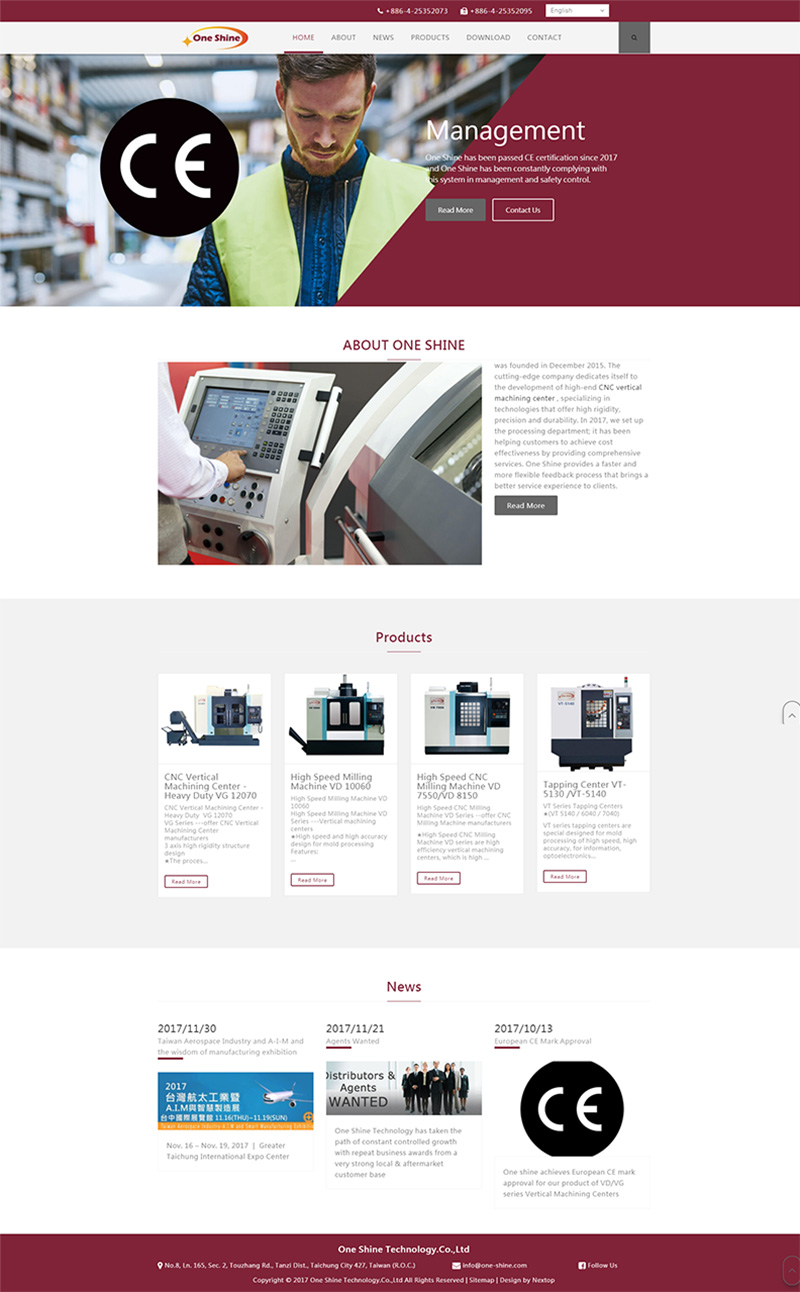 +886-4-25352073 +886-4-25352095 English
One Shine HOME ABOUT NEWS PRODUCTS DOWNLOAD CONTACT
CE
Management
One Shine has been passed CE certification since 2017
and One Shine has been constantly complying with
this system in management and safety control.
Read More Contact Us
ABOUT ONE SHINE
was founded in December 2015. The
cutting-edge company dedicates itself to
the development of high-end CNC vertical
machining center , specializing in
technologies that offer high rigidity,
precision and durability. In 2017, we set up
the processing department; it has been
helping customers to achieve cost
effectiveness by providing comprehensive
services. One Shine provides a faster and
more flexible feedback process that brings a
better service experience to clients.
Read More
Products
CNC Vertical
Machining Center -
Heavy Duty VG 12070
CNC Vertical Machining Center -
Heavy Duty VG 12070
VG Series ---offer CNC Vertical
Machining Center
manufacturers
3 axis high rigidity structure
design
★The proces...
Read More
High Speed Milling
Machine VD 10060
High Speed Milling Machine VD
10060
High Speed Milling Machine VD
Series ---Vertical machining
centers
★High speed and high accuracy
design for mold processing
Features:
...
Read More
High Speed CNC
Milling Machine VD
7550/VD 8150
High Speed CNC Milling
Machine VD Series --offer CNC
Milling Machine manufacturers
★High Speed CNC Milling
Machine VD series are high
efficiency vertical machining
centers, which is high ...
Read More
VT 5140
Tapping Center VT-
5130 /VT-5140
VT Series Tapping Centers
★(VT 5140 / 6040 / 7040)
VT series tapping centers are
special designed for mold
processing of high speed, high
accuracy, for information,
optoelectronics...
Read More
News
2017/11/30
Taiwan Aerospace Industry and A-I-M and
the wisdom of manufacturing exhibition
2017
台灣航太工業暨
A.I.M與智慧製造展
台中國際展覽館 11.16(THU)–11.19(SUN)
Taiwan Aerospace Industry A-I-M and Smart Manufacturing Exhibition
Nov. 16 – Nov. 19, 2017 | Greater
Taichung International Expo Center
2017/11/21
Agents Wanted
Distributors &
Agents
WANTED
One Shine Technology has taken the
path of constant controlled growth
with repeat business awards from a
very strong local & aftermarket
customer base
2017/10/13
European CE Mark Approval
CE
One shine achieves European CE mark
approval for our product of VD/VG
series Vertical Machining Centers
One Shine Technology.Co.,Ltd
No.8, Ln. 165, Sec. 2, Touzhang Rd., Tanzi Dist., Taichung City 427, Taiwan (R.O.C.) info@one-shine.com Follow Us
Copyright © 2017 One Shine Technology.Co.,Ltd All Rights Reserved | Sitemap | Design by Nextop